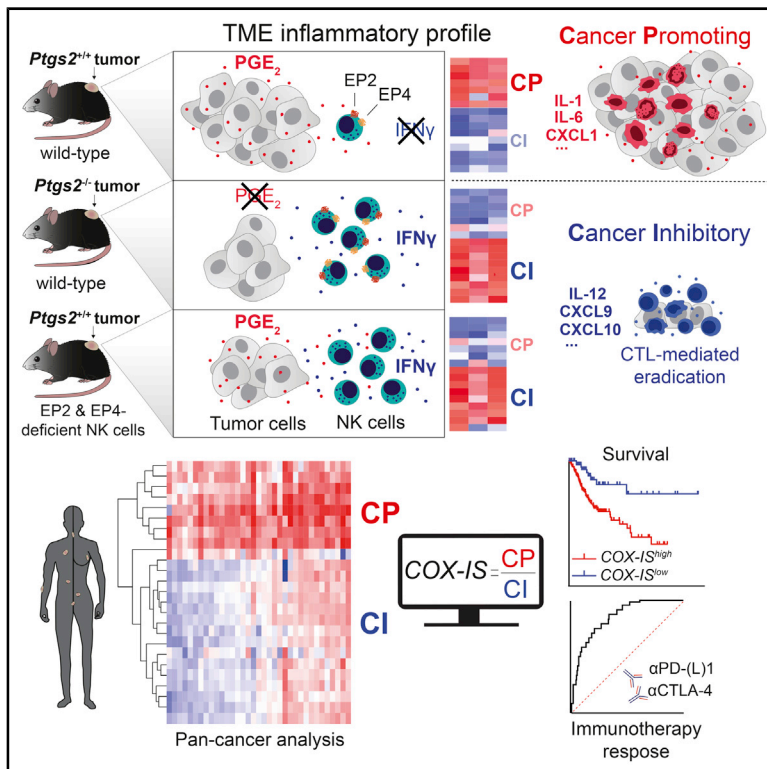 TME inflammatory profile
Ptgs2+/+ tumor
wild-type
PGE2
EP2
EP4
IFNγ
CP
CI
Cancer Promoting
IL-1
IL-6
CXCL1
...
Ptgs2-/- tumor
wild-type
PGE2
IFNγ
CP
CI
Cancer Inhibitory
IL-12
CXCL9
CXCL10
...
CTL-mediated
eradication
Ptgs2+/+ tumor
EP2 & EP4-
deficient NK cells
PGE2
IFNγ
Tumor cells
NK cells
CP
CI
CP
CI
Pan-cancer analysis
COX-IS = CP
CI
Survival
COX-IShigh
COX-ISlow
αPD-(L)1
αCTLA-4
Immunotherapy
respose